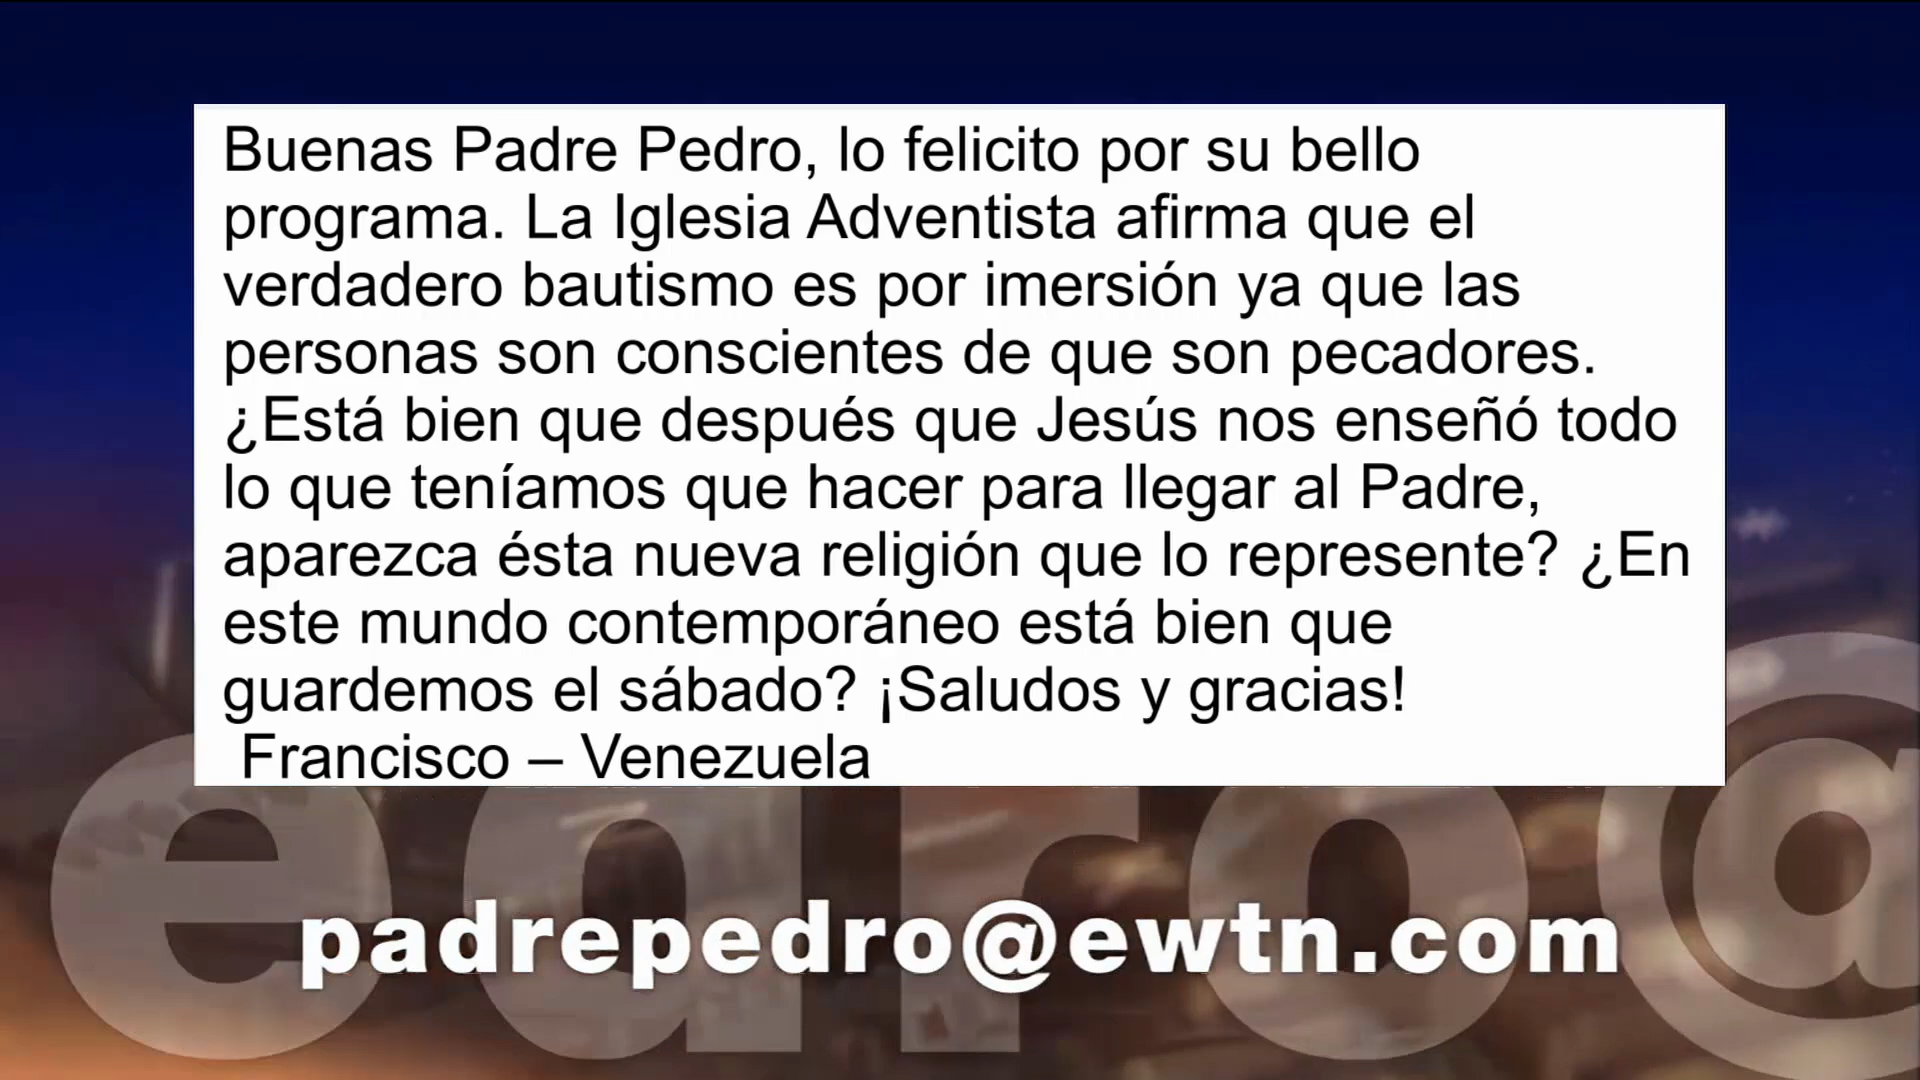 Buenas Padre Pedro, lo felicito por su bello
programa. La Iglesia Adventista afirma que el
verdadero bautismo es por imersión ya que las
personas son conscientes de que son pecadores.
¿Está bien que después que Jesús nos enseñó todo
lo que teníamos que hacer para llegar al Padre,
aparezca ésta nueva religión que lo represente? ¿En
este mundo contemporáneo está bien que
guardemos el sábado? ¡Saludos y gracias!
Francisco – Venezuela
edro@
padrepedro@ewtn.com